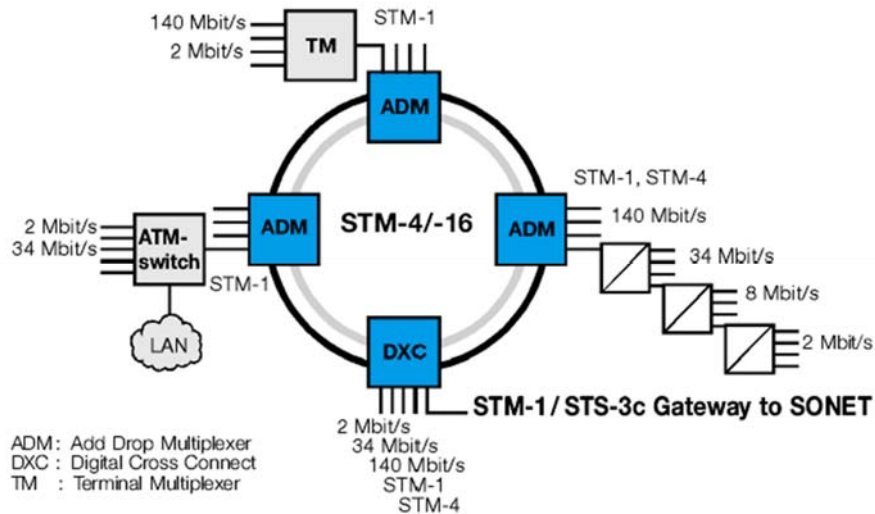 140 Mbit/s
2 Mbit/s
TM
STM-1
ADM
STM-1, STM-4
140 Mbit/s
34 Mbit/s
8 Mbit/s
2 Mbit/s
ADM
STM-4/-16
ADM
2 Mbit/s
34 Mbit/s
ATM-
switch
STM-1
LAN
DXC
STM-1/ STS-3c Gateway to SONET
2 Mbit/s
34 Mbit/s
140 Mbit/s
STM-1
STM-4
ADM : Add Drop Multiplexer
DXC : Digital Cross Connect
TM : Terminal Multiplexer